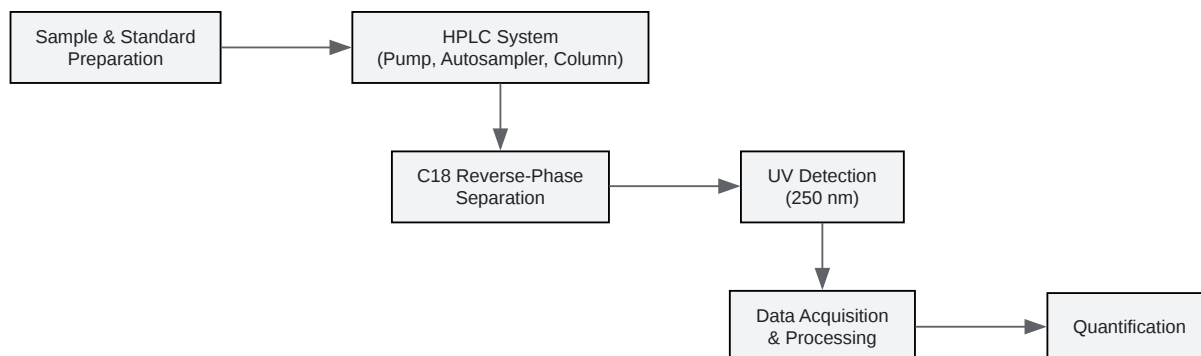 Sample & Standard
Preparation
HPLC System
(Pump, Autosampler, Column)
C18 Reverse-Phase
Separation
UV Detection
(250 nm)
Data Acquisition
& Processing
Quantification